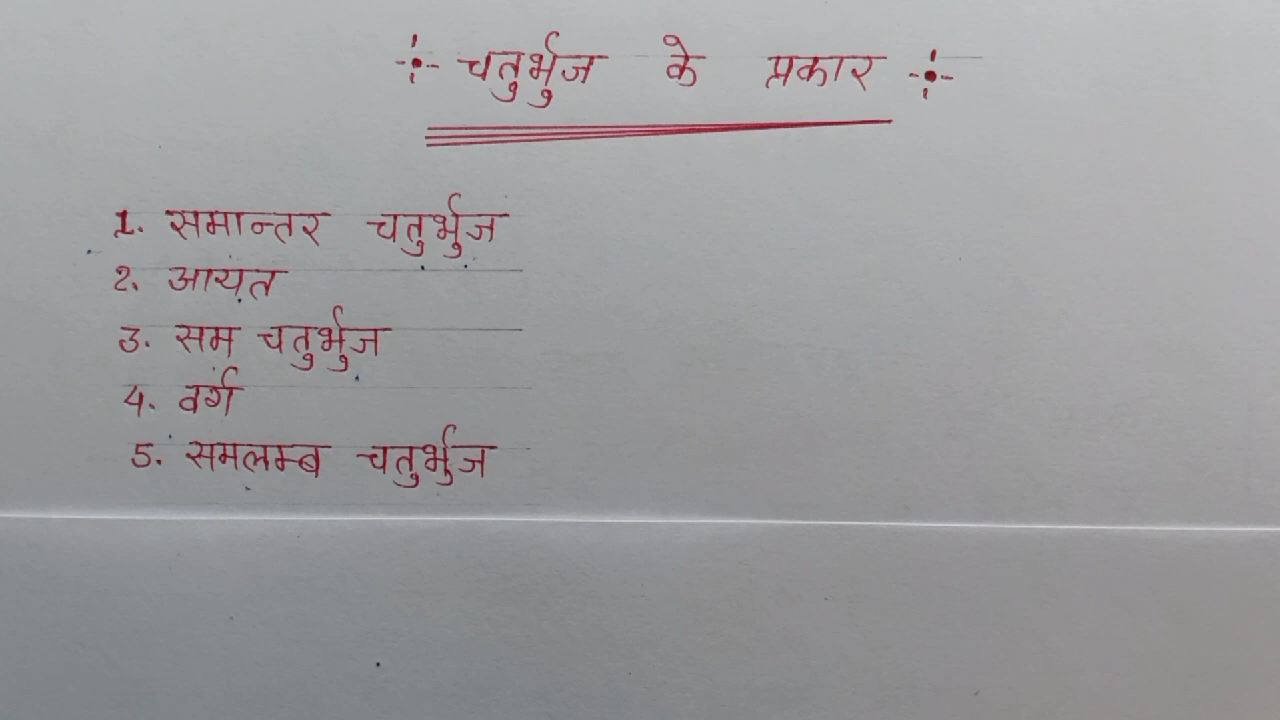 चतुर्भुज के प्रकार
1. समान्तर चतुर्भुज
2. आयत
3. सम चतुर्भुज
4. वर्ग
5. समलम्ब चतुर्भुज